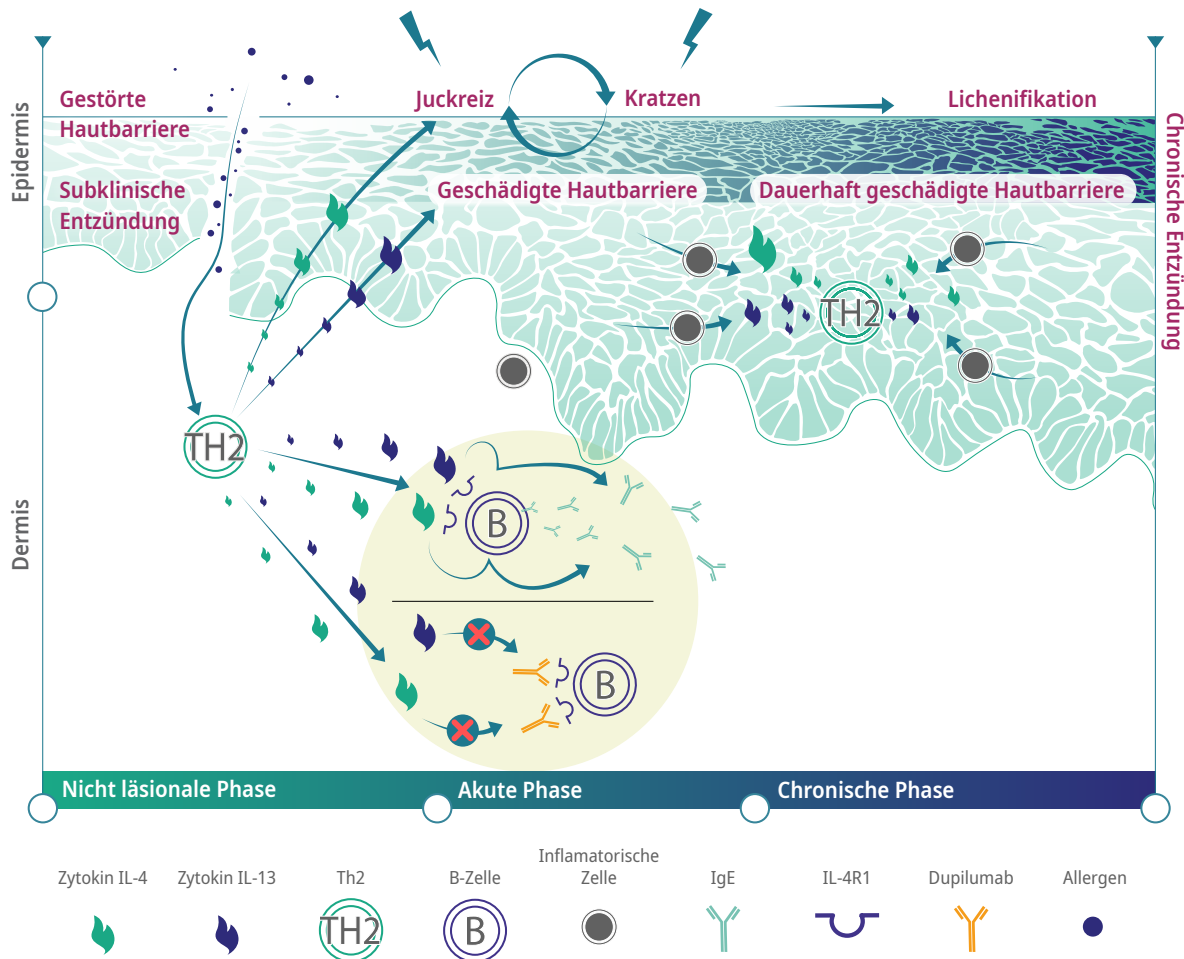 Gestörte
Hautbarriere
Juckreiz
Kratzen
Lichenifikation
Epidermis
Subklinische
Entzündung
Geschädigte Hautbarriere
Dauerhaft geschädigte Hautbarriere
Chronische Entzündung
TH2
TH2
Dermis
B
B
Nicht läsionale Phase
Akute Phase
Chronische Phase
Zytokin IL-4
Zytokin IL-13
Th2
B-Zelle
Inflamatorische
Zelle
IgE
IL-4R1
Dupilumab
Allergen
TH2
B